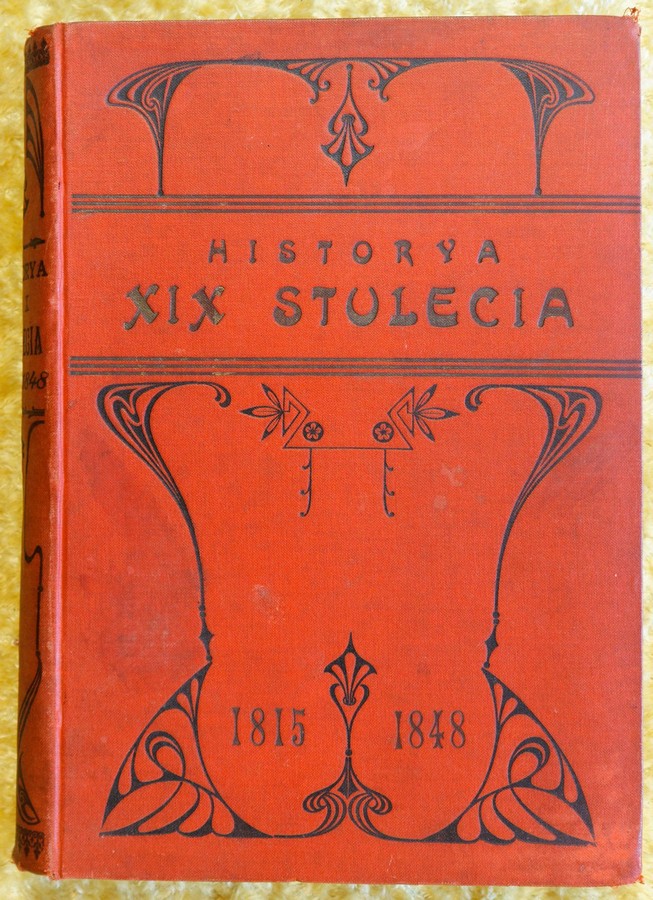 HISTORYA
XIX STULECIA
1815 1848